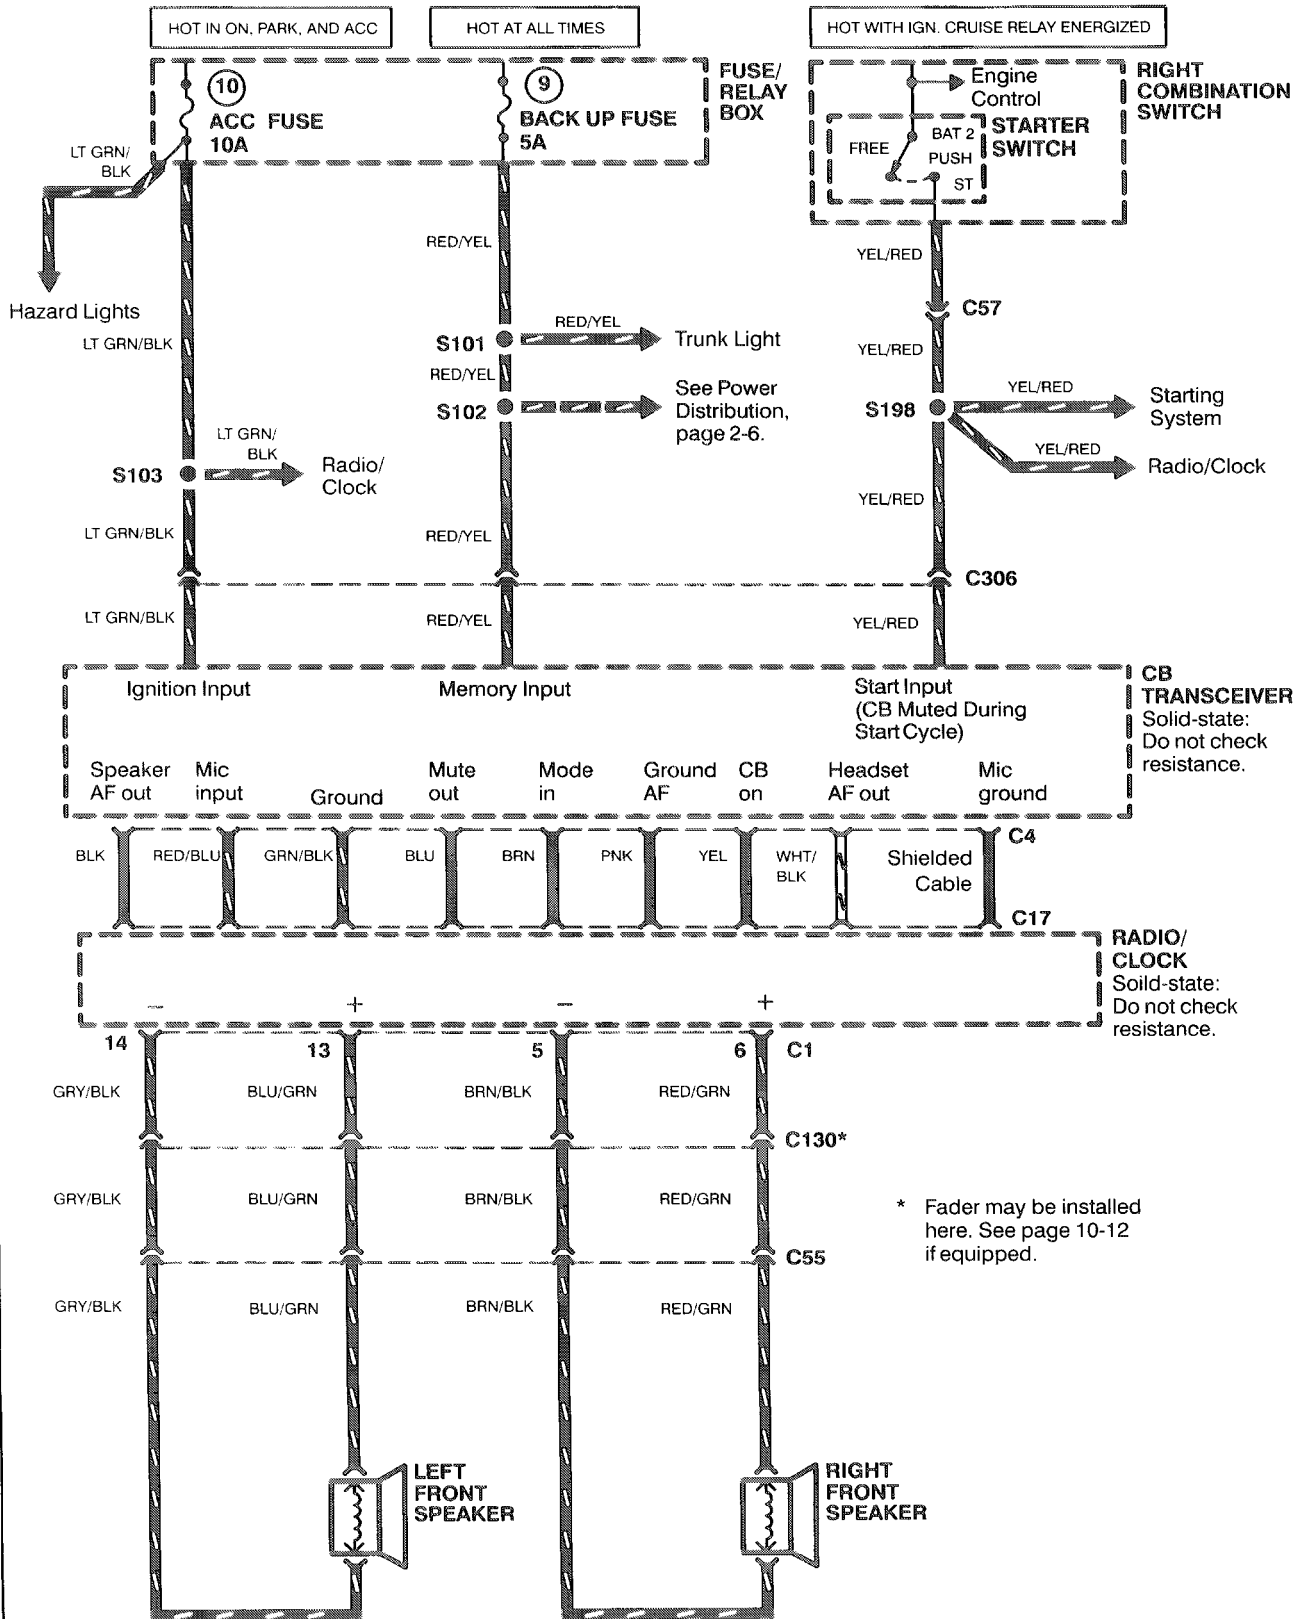 HOT IN ON, PARK, AND ACC
HOT AT ALL TIMES
HOT WITH IGN. CRUISE RELAY ENERGIZED
10
ACC FUSE
10A
9
BACK UP FUSE
5A
FUSE/
RELAY
BOX
Engine
Control
RIGHT
COMBINATION
SWITCH
STARTER
SWITCH
BAT 2
FREE
PUSH
ST
LT GRN/
BLK
Hazard Lights
RED/YEL
YEL/RED
C57
LT GRN/BLK
S101
RED/YEL
Trunk Light
YEL/RED
RED/YEL
S102
See Power
Distribution,
page 2-6.
S198
YEL/RED
Starting
System
YEL/RED
Radio/Clock
LT GRN/
BLK
S103
Radio/
Clock
YEL/RED
LT GRN/BLK
RED/YEL
C306
LT GRN/BLK
RED/YEL
YEL/RED
Ignition Input
Memory Input
Start Input
(CB Muted During
Start Cycle)
CB
TRANSCEIVER
Solid-state:
Do not check
resistance.
Speaker
AF out
Mic
input
Ground
Mute
out
Mode
in
Ground
AF
CB
on
Headset
AF out
Mic
ground
C4
BLK
RED/BLU
GRN/BLK
BLU
BRN
PNK
YEL
WHT/
BLK
Shielded
Cable
C17
RADIO/
CLOCK
Soild-state:
Do not check
resistance.
− + − +
14
13
5
6
C1
GRY/BLK
BLU/GRN
BRN/BLK
RED/GRN
C130*
GRY/BLK
BLU/GRN
BRN/BLK
RED/GRN
* Fader may be installed
here. See page 10-12
if equipped.
C55
GRY/BLK
BLU/GRN
BRN/BLK
RED/GRN
LEFT
FRONT
SPEAKER
RIGHT
FRONT
SPEAKER